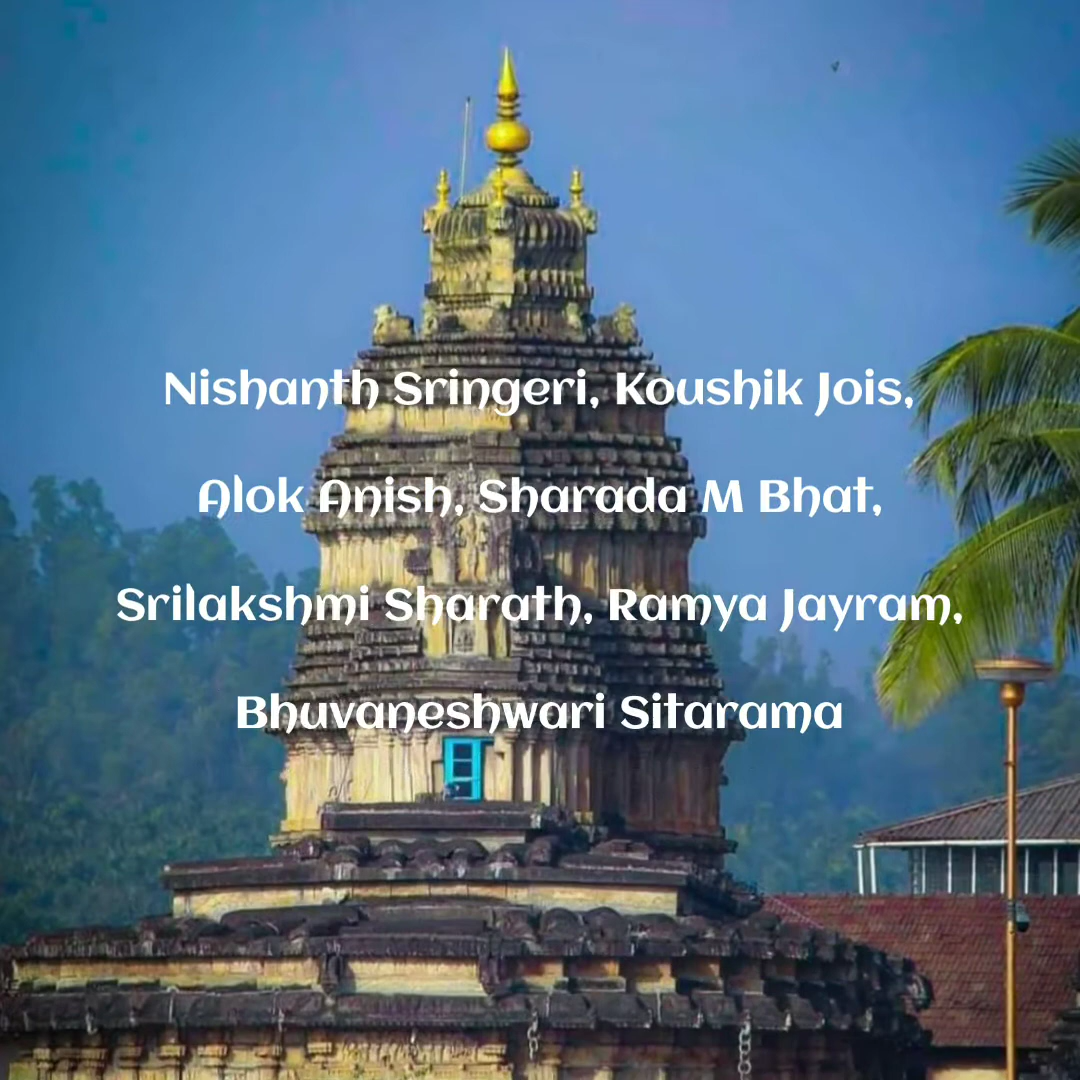 Nishanth Sringeri, Koushik Jois,
Alok Anish, Sharada M Bhat,
Srilakshmi Sharath, Ramya Jayram,
Bhuvaneshwari Sitarama